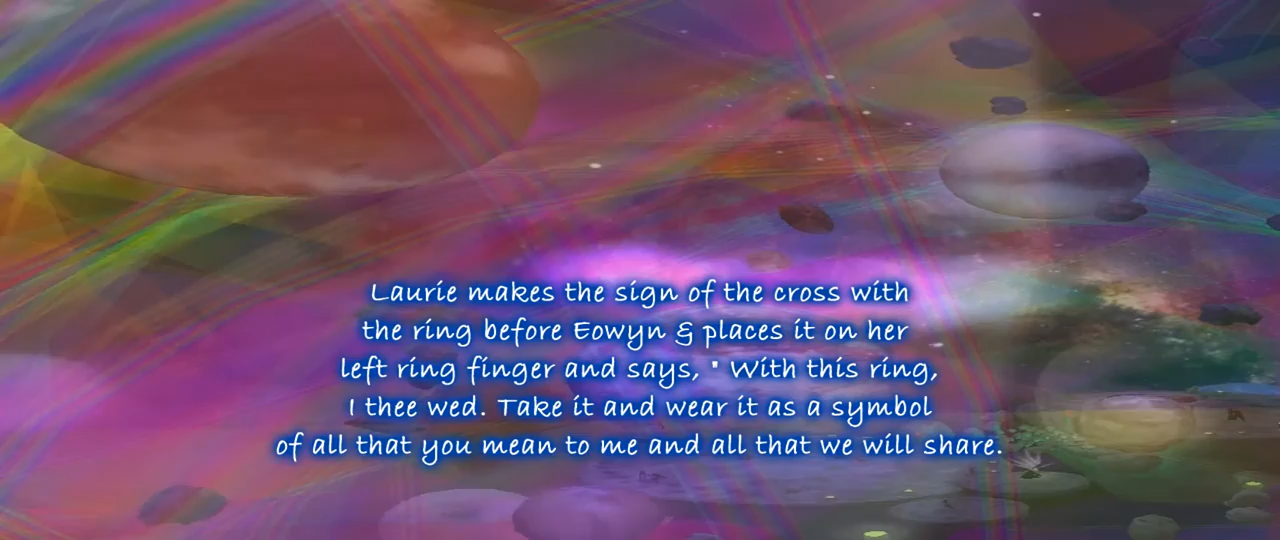 Laurie makes the sign of the cross with
the ring before Eowyn & places it on her
left ring finger and says, " With this ring,
I thee wed. Take it and wear it as a symbol
of all that you mean to me and all that we will share.